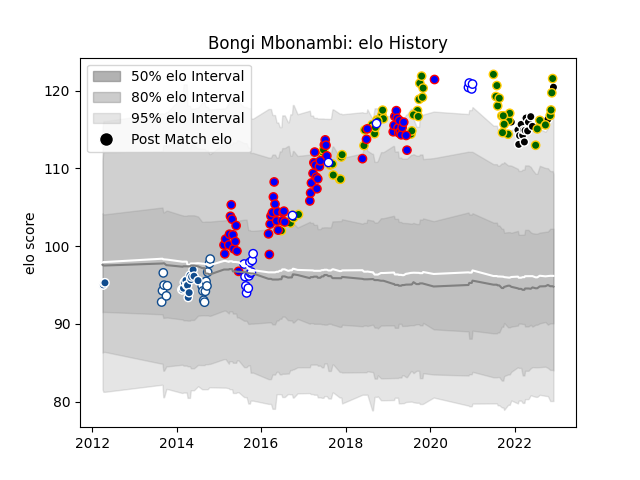 Bongi Mbonambi: elo History
50% elo Interval
80% elo Interval
95% elo Interval
Post Match elo
elo score
120
110
100
90
80
2012
2014
2016
2018
2020
2022